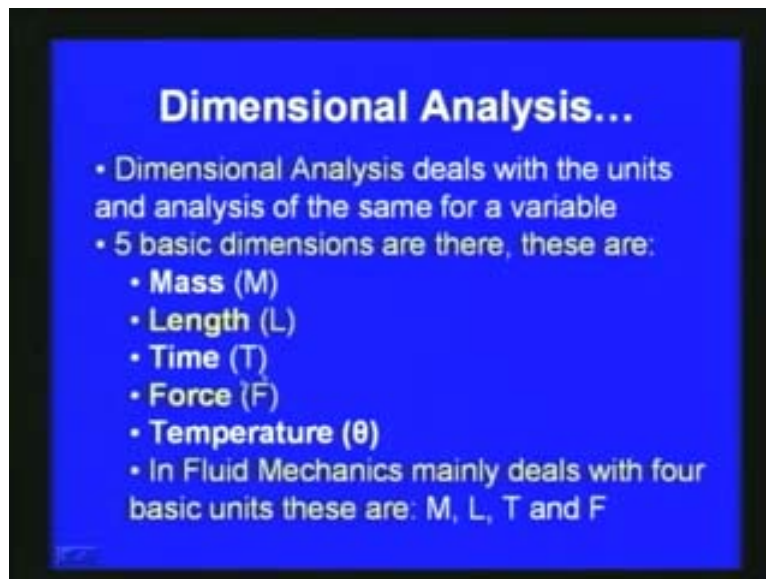 Dimensional Analysis...
• Dimensional Analysis deals with the units
and analysis of the same for a variable
• 5 basic dimensions are there, these are:
• Mass (M)
• Length (L)
• Time (T)
• Force (F)
• Temperature (θ)
• In Fluid Mechanics mainly deals with four
basic units these are: M, L, T and F